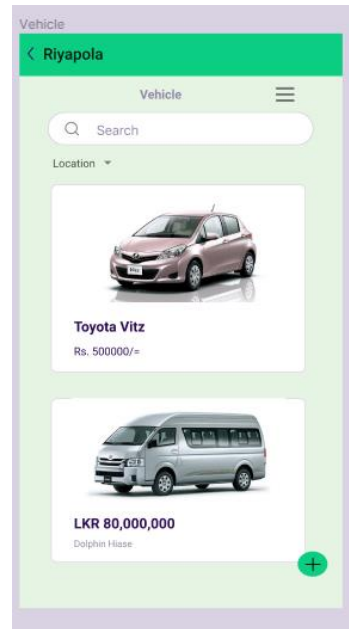 Vehicle
Riyapola
Vehicle
Search
Location
Toyota Vitz
Rs. 500000/=
LKR 80,000,000
Dolphin Hiase